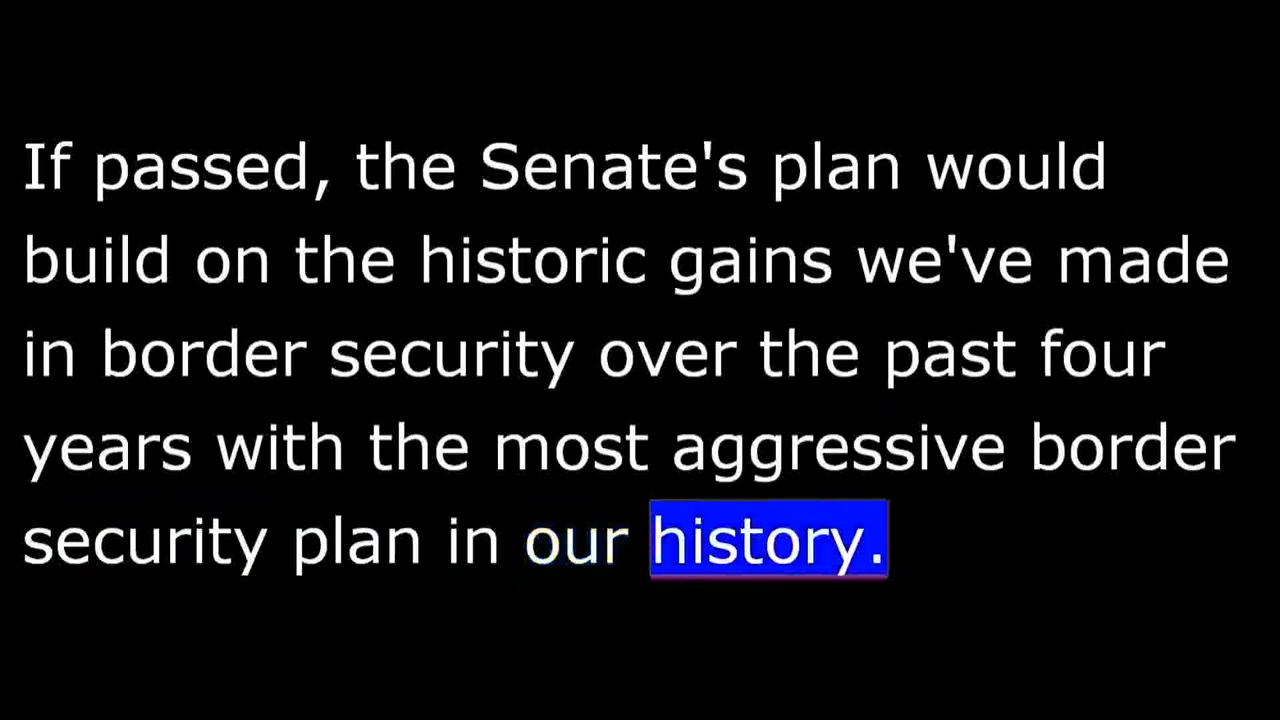 If passed, the Senate's plan would
build on the historic gains we've made
in border security over the past four
years with the most aggressive border
security plan in our history.